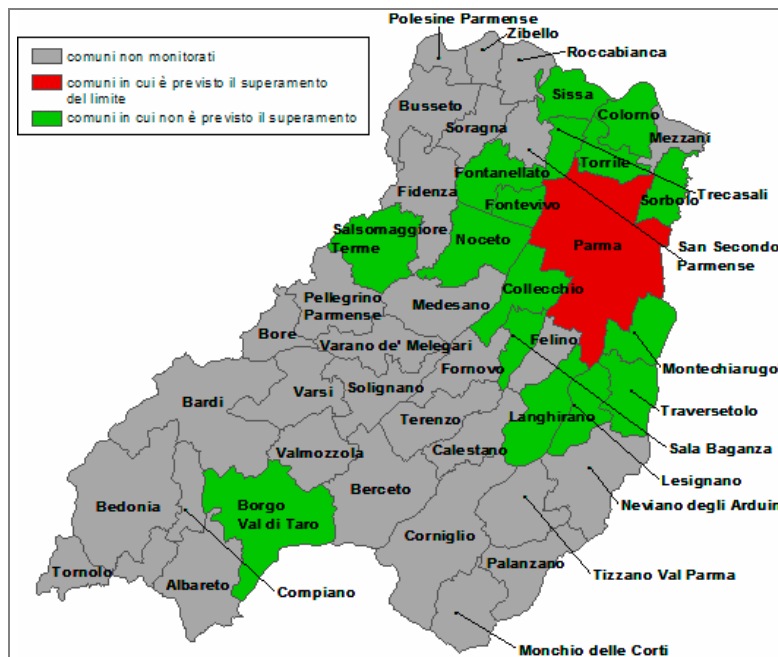 Polesine Parmense
Zibello
Roccabianca
comuni non monitorati
comuni in cui è previsto il superamento
del limite
comuni in cui non è previsto il superamento
Busseto
Sissa
Colorno
Soragna
Mezzani
Fontanellato
Torrile
Trecasali
Fidenza
Fontevivo
Sorbolo
Salsomaggiore
Terme
Noceto
Parma
San Secondo
Parmense
Collecchio
Pellegrino
Parmense
Medesano
Bore
Varano de' Melegari
Felino
Montechiarugo
Fornovo
Bardi
Varsi
Solignano
Traversetolo
Terenzo
Langhirano
Sala Baganza
Valmozzola
Calestano
Lesignano
Bedonia
Borgo
Val di Taro
Berceto
Neviano degli Arduin
Corniglio
Tornolo
Albareto
Compiano
Palanzano
Tizzano Val Parma
Monchio delle Corti